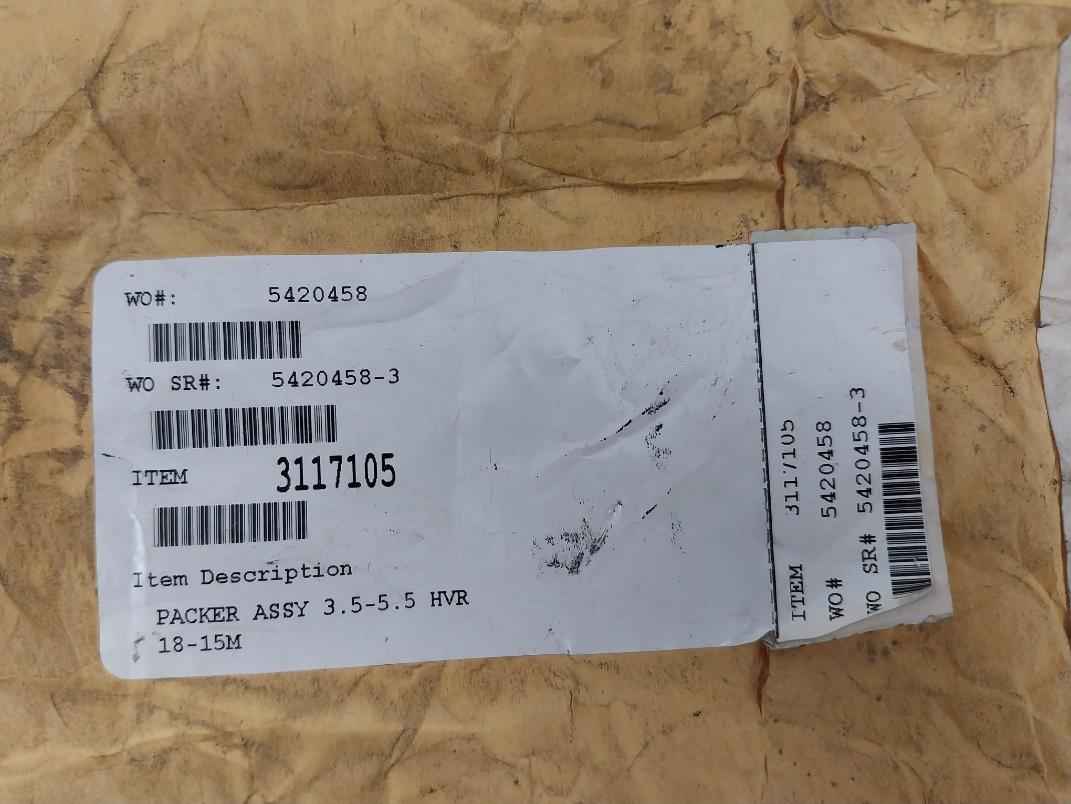 WO#: 5420458
WO SR#: 5420458-3
ITEM 3117105
Item Description
PACKER ASSY 3.5-5.5 HVR
18-15M
ITEM 3117105
WO# 5420458
WO SR# 5420458-3